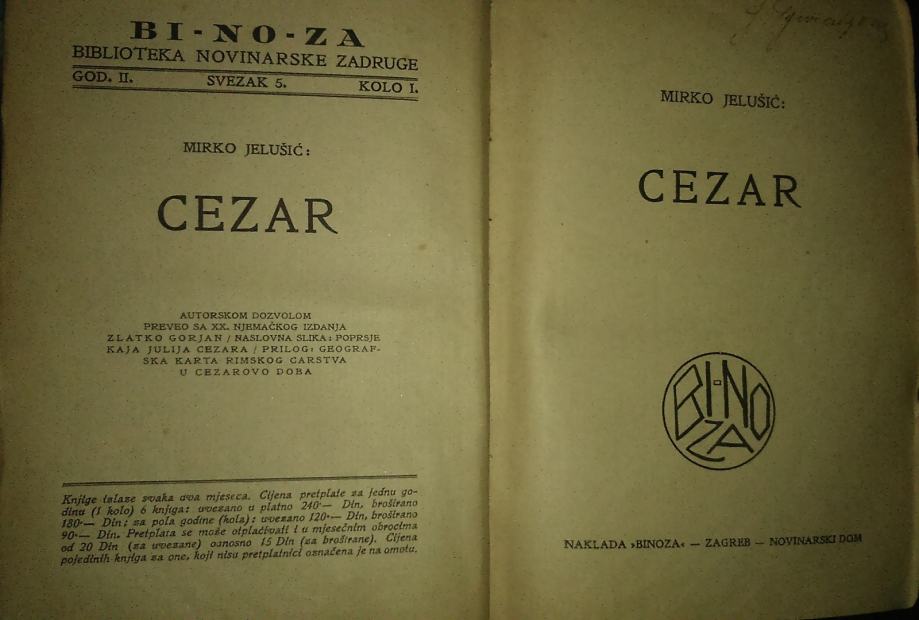 BI-NO-ZA
BIBLIOTEKA NOVINARSKE ZADRUGE
GOD. II. SVEZAK 5. KOLO I.
MIRKO JELUŠIĆ:
CEZAR
AUTORSKOM DOZVOLOM
PREVEO SA XX. NJEMAČKOG IZDANJA
ZLATKO GORJAN / NASLOVNA SLIKA: POPRSJE
KAJA JULIJA CEZARA / PRILOG: GEOGRAF-
SKA KARTA RIMSKOG CARSTVA
U CEZAROVO DOBA
Knjige izlaze svaka dva mjeseca. Cijena pretplate za jednu go-
dinu (1 kolo) 6 knjiga: uvezano u platno 240·— Din, broširano
180·— Din; za pola godine (kola): uvezano 120·— Din, broširano
90·— Din. Pretplata se može otplaćivati i u mjesečnim obrocima
od 20 Din (za uvezane) odnosno 15 Din (za broširane). Cijena
pojedinih knjiga za one, koji nisu pretplatnici označena je na omotu.
MIRKO JELUŠIĆ:
CEZAR
BI-NO
ZA
NAKLADA »BINOZA« — ZAGREB — NOVINARSKI DOM